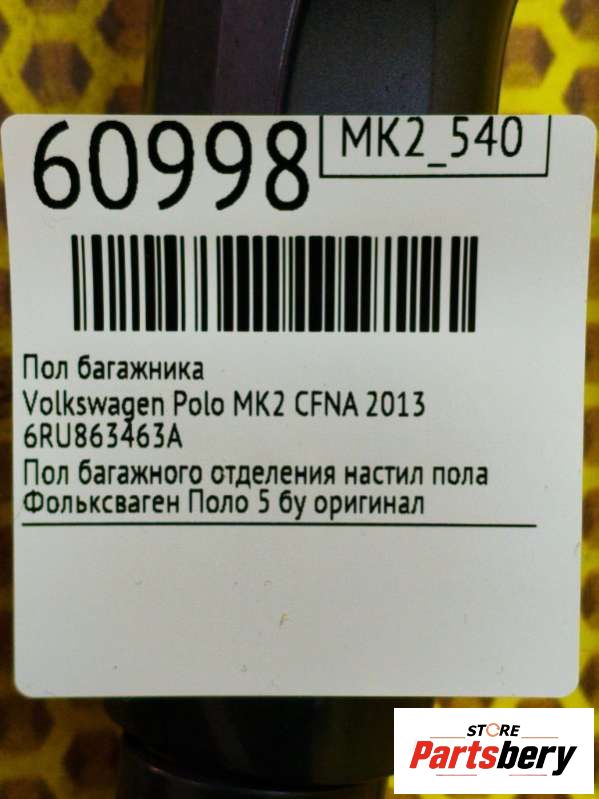 60998
MK2_540
Пол багажника
Volkswagen Polo MK2 CFNA 2013
6RU863463A
Пол багажного отделения настил пола
Фольксваген Поло 5 бу оригинал
STORE
Partsbery